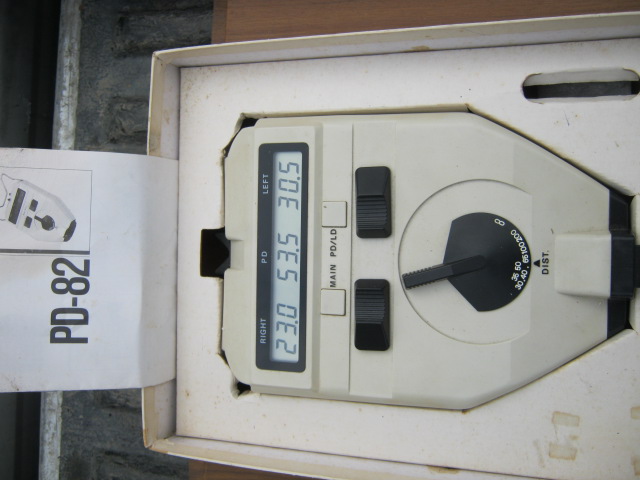 PD-82
RIGHT PD LEFT
23.0 53.5 30.5
MAIN PD/LD
DIST.